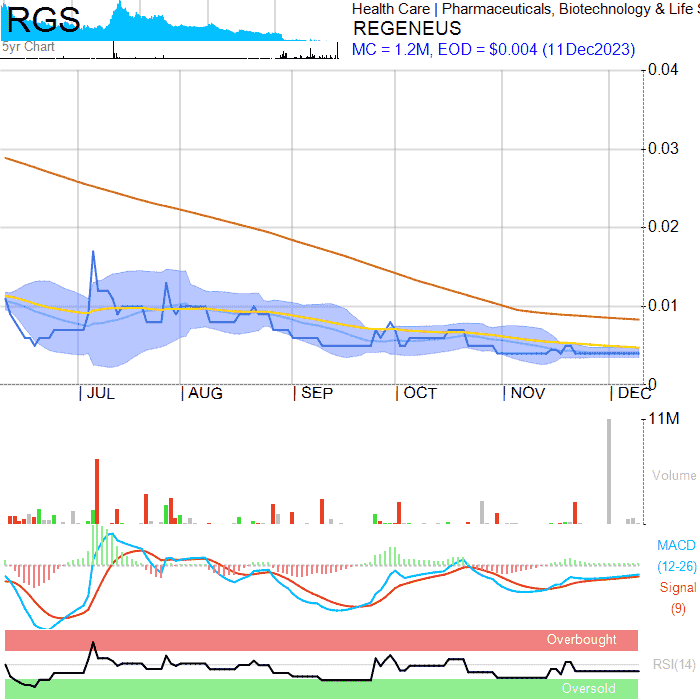 RGS
Health Care | Pharmaceuticals, Biotechnology & Life S
REGENEUS
5yr Chart
MC = 1.2M, EOD = $0.004 (11Dec2023)
0.04
0.03
0.02
0.01
0
JUL AUG SEP OCT NOV DEC
11M
Volume
MACD
(12-26)
Signal
(9)
Overbought
RSI(14)
Oversold